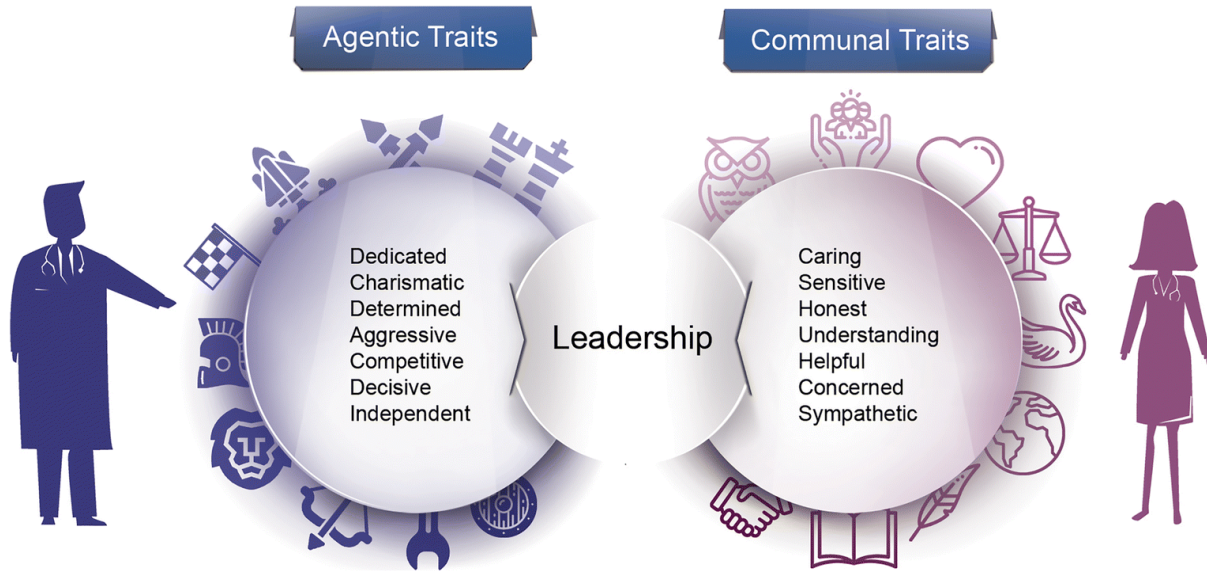 Agentic Traits
Communal Traits
Dedicated
Charismatic
Determined
Aggressive
Competitive
Decisive
Independent
Leadership
Caring
Sensitive
Honest
Understanding
Helpful
Concerned
Sympathetic